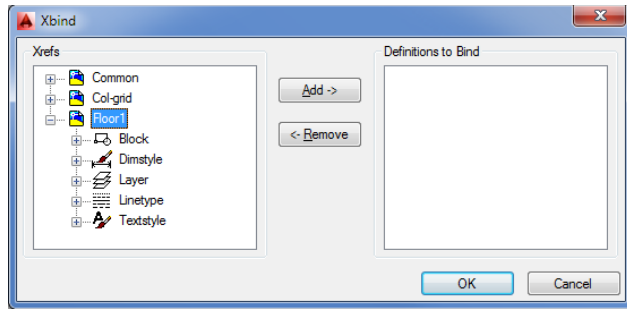 Xbind
Xrefs
Common
Col-grid
Floor1
Block
Dimstyle
Layer
Linetype
Textstyle
Add ->
<- Remove
Definitions to Bind
OK
Cancel